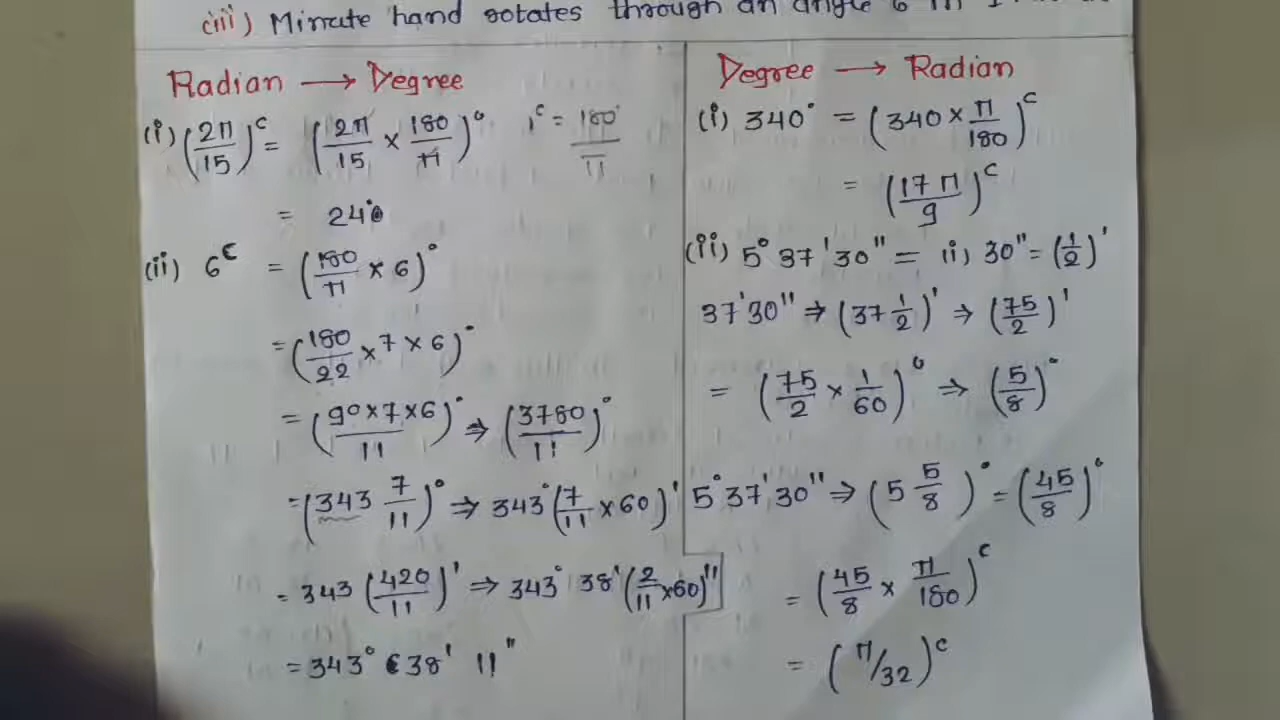 (iii) Minute hand rotates through an angle 6 in
Radian → Degree
(i) (2π/15)ᶜ = (2π/15 × 180/π)° 1ᶜ = 180°/π
= 24°
(ii) 6ᶜ = (180/π × 6)°
= (180/22 × 7 × 6)°
= (90×7×6/11)° ⇒ (3780/11)°
= (343 7/11)° ⇒ 343° (7/11 × 60)'
= 343 (420/11)' ⇒ 343° 38' (2/11 ×60)"
= 343° 38' 11"
Degree → Radian
(i) 340° = (340 × π/180)ᶜ
= (17π/9)ᶜ
(ii) 5° 37' 30" = (i) 30" = (1/2)'
37' 30" ⇒ (37 1/2)' ⇒ (75/2)'
= (75/2 × 1/60)° ⇒ (5/8)°
5° 37' 30" ⇒ (5 5/8)° = (45/8)°
= (45/8 × π/180)ᶜ
= (π/32)ᶜ